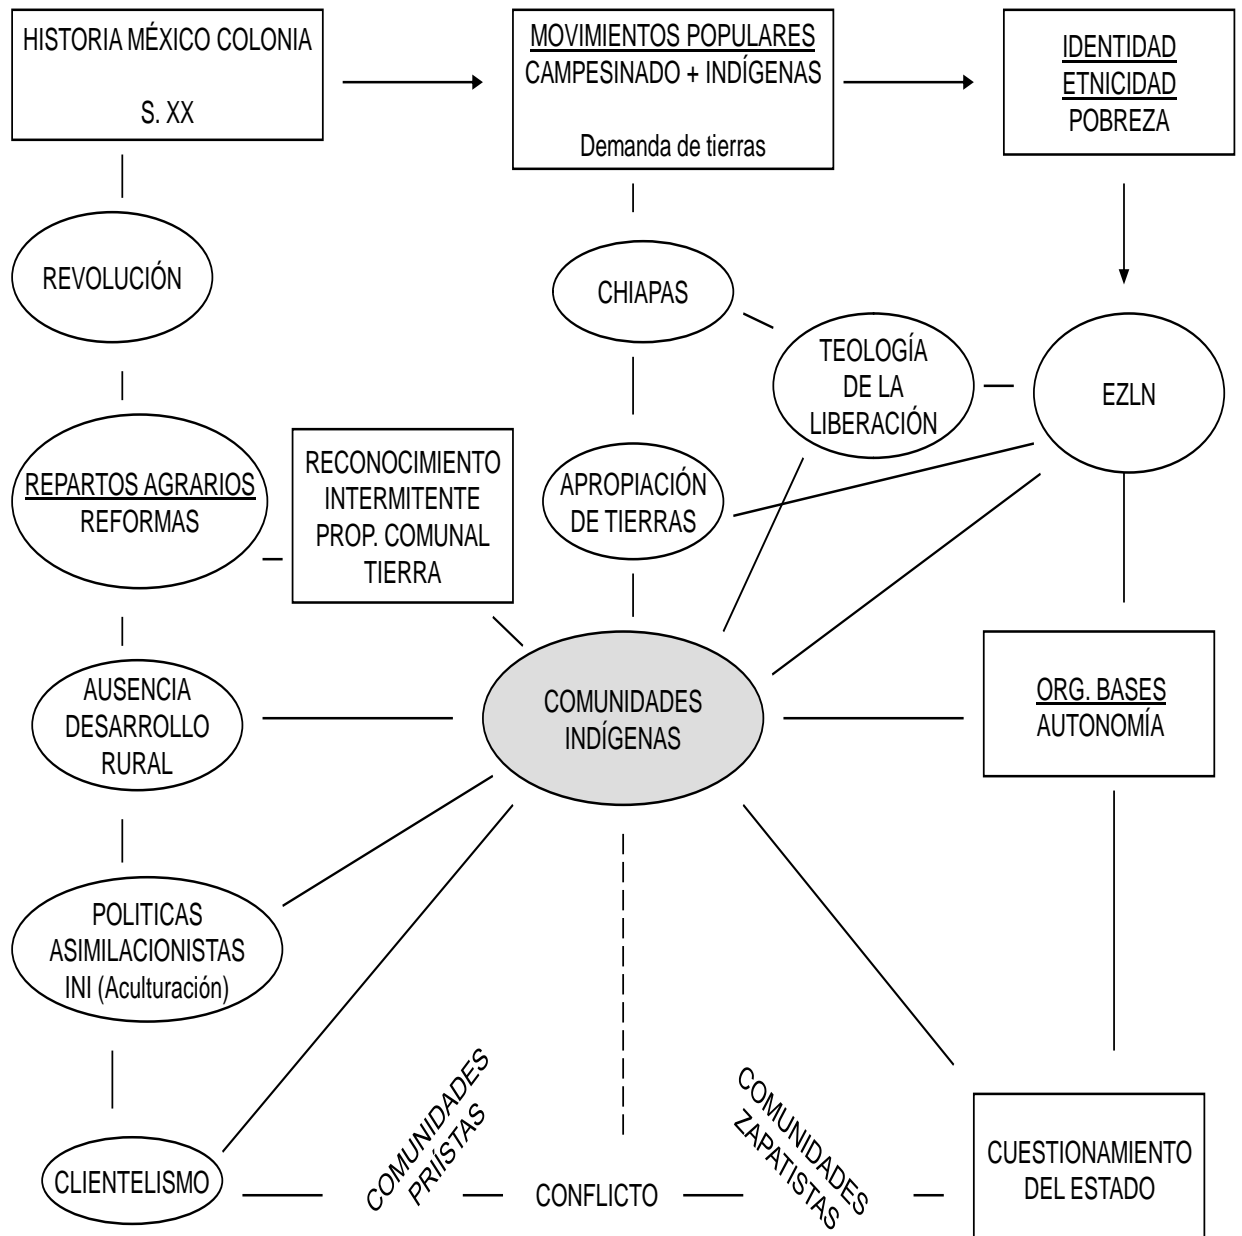 HISTORIA MÉXICO COLONIA
S. XX
MOVIMIENTOS POPULARES
CAMPESINADO + INDÍGENAS
Demanda de tierras
IDENTIDAD
ETNICIDAD
POBREZA
REVOLUCIÓN
CHIAPAS
TEOLOGÍA
DE LA
LIBERACIÓN
EZLN
REPARTOS AGRARIOS
REFORMAS
RECONOCIMIENTO
INTERMITENTE
PROP. COMUNAL
TIERRA
APROPIACIÓN
DE TIERRAS
AUSENCIA
DESARROLLO
RURAL
COMUNIDADES
INDÍGENAS
ORG. BASES
AUTONOMÍA
POLITICAS
ASIMILACIONISTAS
INI (Aculturación)
CLIENTELISMO
COMUNIDADES
PRIÍSTAS
CONFLICTO
COMUNIDADES
ZAPATISTAS
CUESTIONAMIENTO
DEL ESTADO